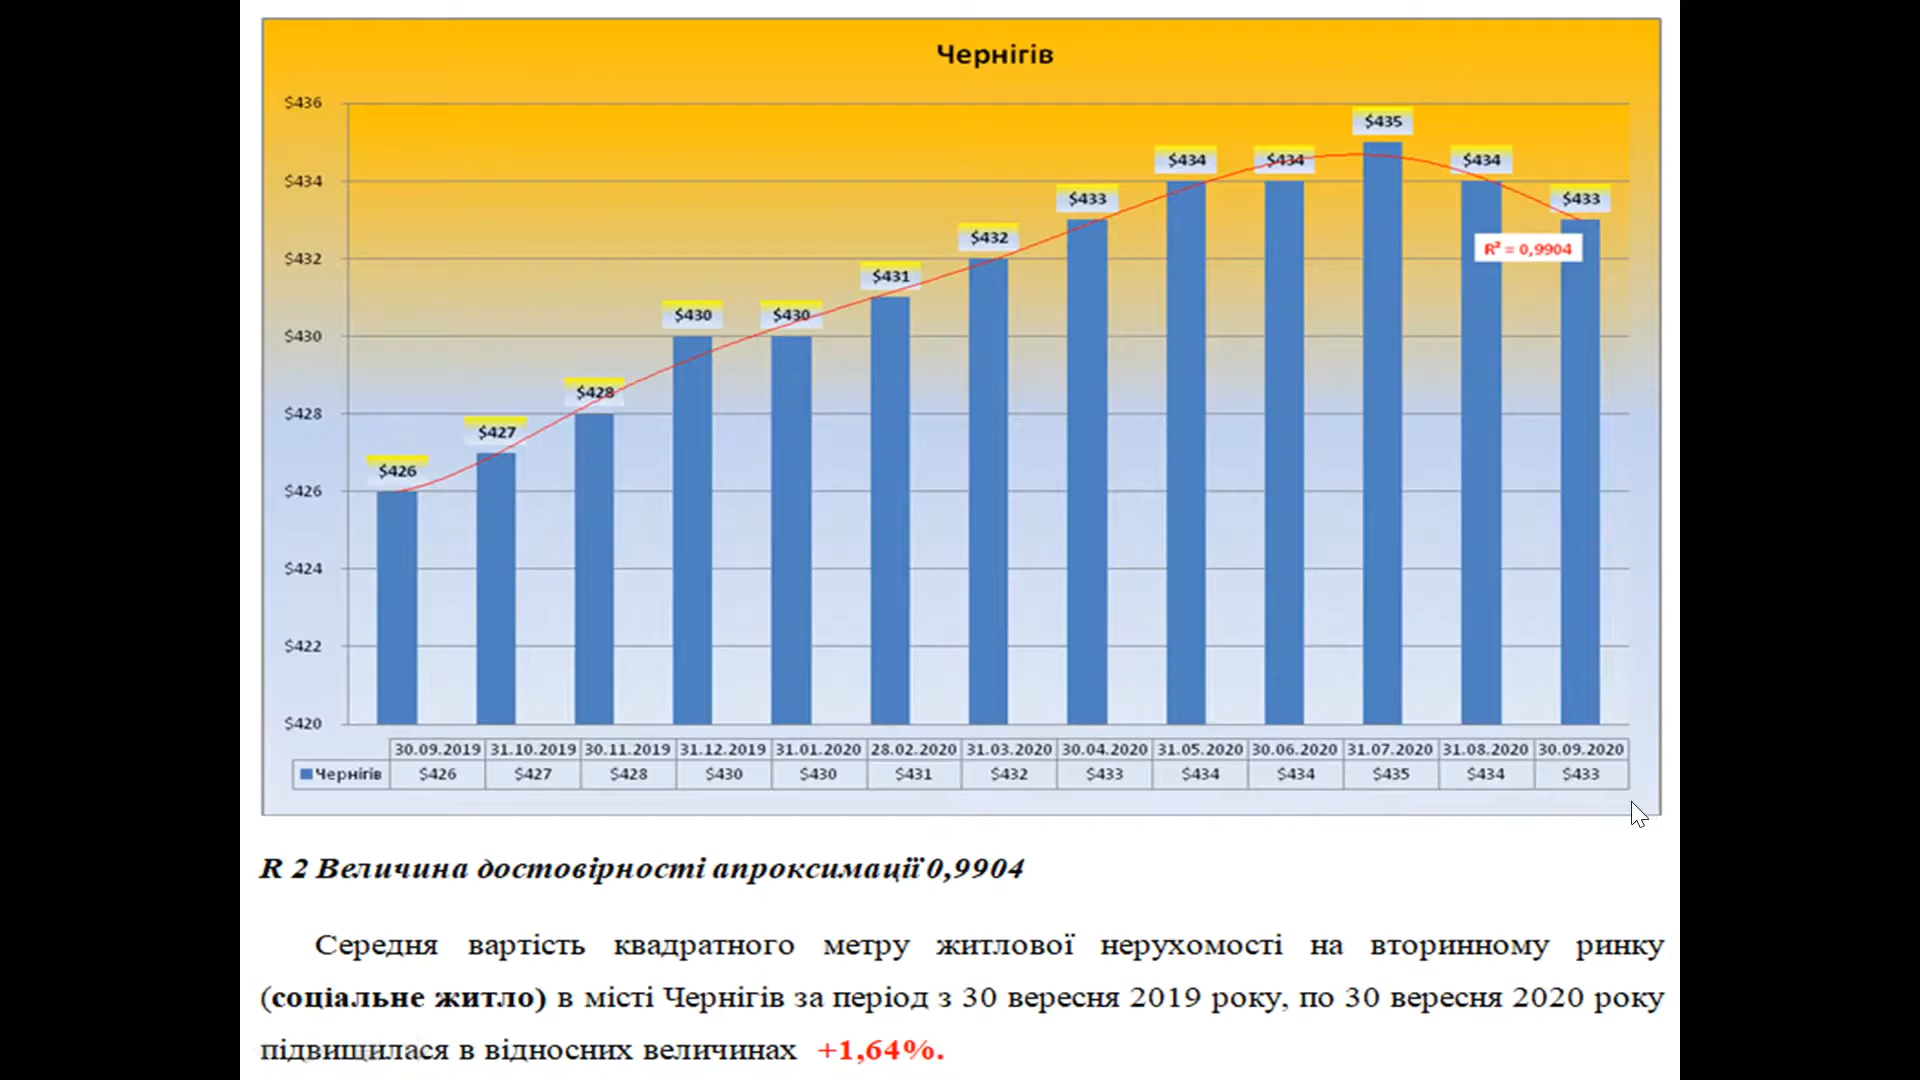 Чернігів
$436
$434
$432
$430
$428
$426
$424
$422
$420
$426
$427
$428
$430
$430
$431
$432
$433
$434
$434
$435
$434
$433
R² = 0,9904
30.09.2019 31.10.2019 30.11.2019 31.12.2019 31.01.2020 28.02.2020 31.03.2020 30.04.2020 31.05.2020 30.06.2020 31.07.2020 31.08.2020 30.09.2020
Чернігів $426 $427 $428 $430 $430 $431 $432 $433 $434 $434 $435 $434 $433
R 2 Величина достовірності апроксимації 0,9904
Середня вартість квадратного метру житлової нерухомості на вторинному ринку
(соціальне житло) в місті Чернігів за період з 30 вересня 2019 року, по 30 вересня 2020 року
підвищилася в відносних величинах +1,64%.